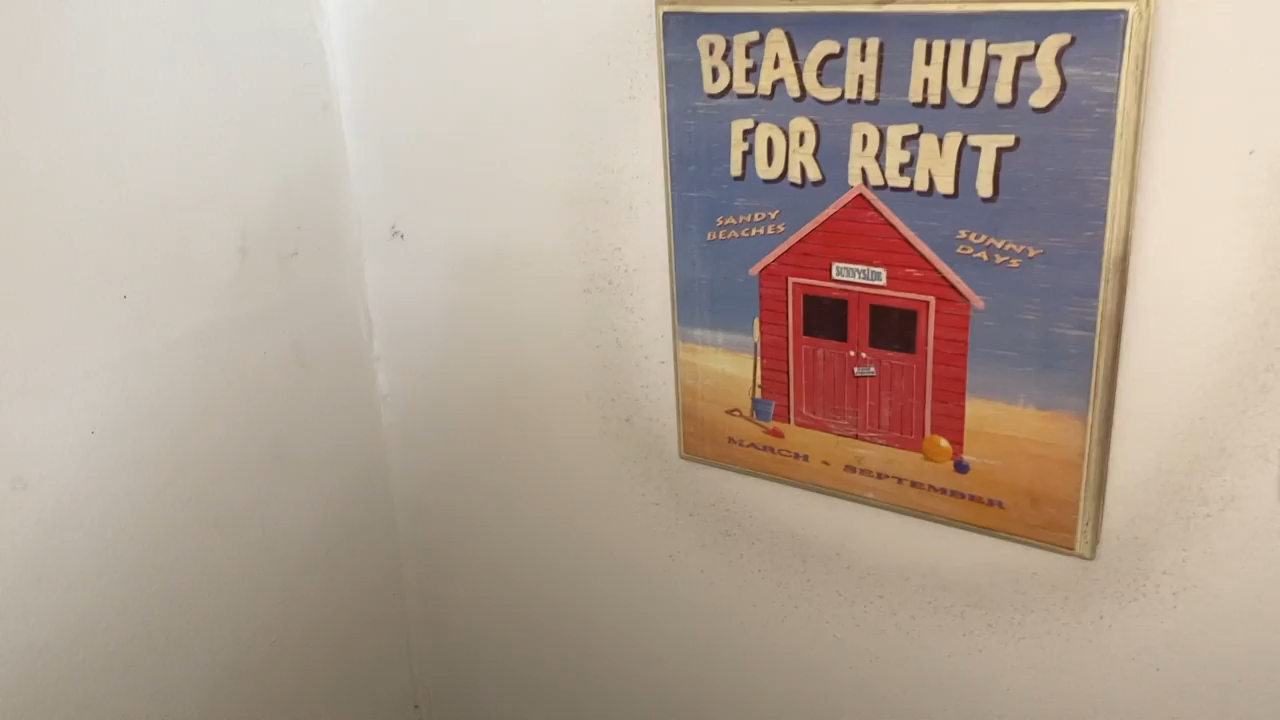 BEACH HUTS
FOR RENT
SANDY
BEACHES
SUNNY
DAYS
SUNNYSIDE
MARCH - SEPTEMBER